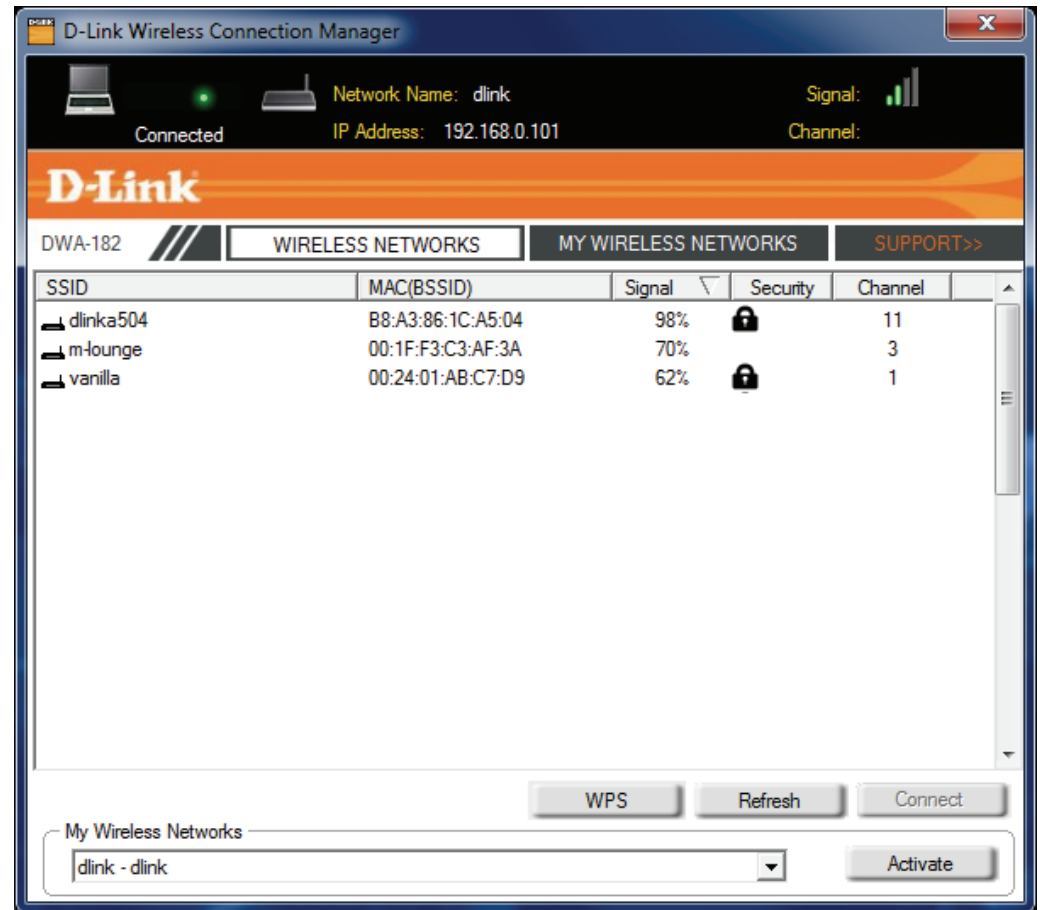 D-Link Wireless Connection Manager
Network Name: dlink Signal:
Connected IP Address: 192.168.0.101 Channel:
D-Link
DWA-182 WIRELESS NETWORKS MY WIRELESS NETWORKS SUPPORT>>
SSID MAC(BSSID) Signal Security Channel
dlinka504 B8:A3:86:1C:A5:04 98% 11
m-lounge 00:1F:F3:C3:AF:3A 70% 3
vanilla 00:24:01:AB:C7:D9 62% 1
WPS Refresh Connect
My Wireless Networks
dlink - dlink Activate